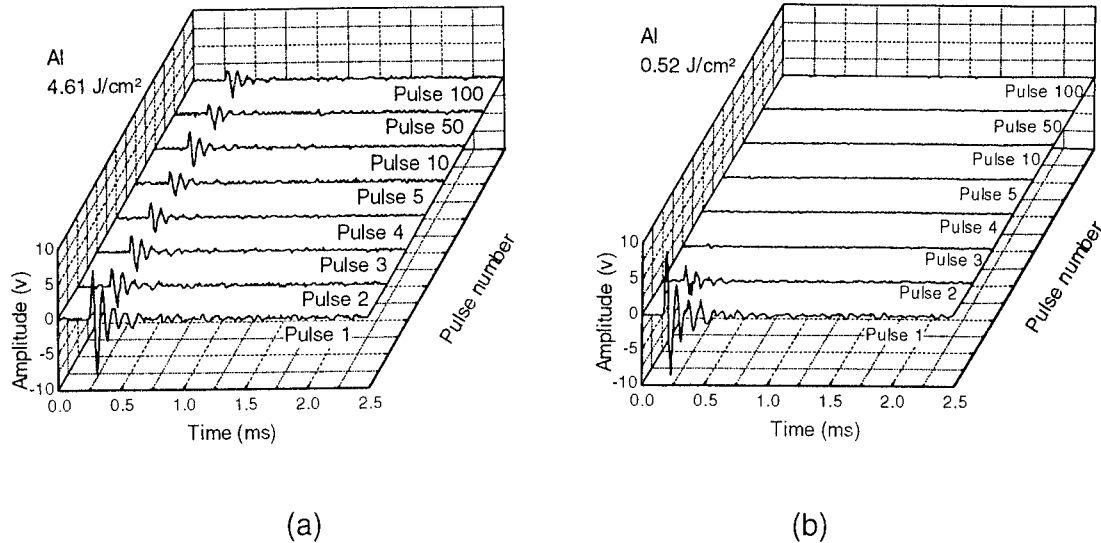 Al
4.61 J/cm²
Pulse 100
Pulse 50
Pulse 10
Pulse 5
Pulse 4
Pulse 3
Pulse 2
Pulse 1
10
5
0
-5
-10
Amplitude (v)
0.0 0.5 1.0 1.5 2.0 2.5
Time (ms)
Pulse number
(a)
Al
0.52 J/cm²
Pulse 100
Pulse 50
Pulse 10
Pulse 5
Pulse 4
Pulse 3
Pulse 2
Pulse 1
10
5
0
-5
-10
Amplitude (v)
0.0 0.5 1.0 1.5 2.0 2.5
Time (ms)
Pulse number
(b)